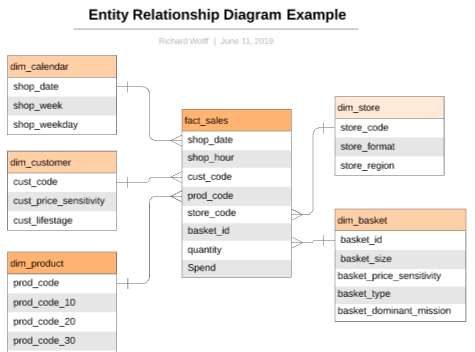 Entity Relationship Diagram Example
Richard Wolff | June 11, 2019
dim_calendar
shop_date
shop_week
shop_weekday
dim_customer
cust_code
cust_price_sensitivity
cust_lifestage
dim_product
prod_code
prod_code_10
prod_code_20
prod_code_30
fact_sales
shop_date
shop_hour
cust_code
prod_code
store_code
basket_id
quantity
Spend
dim_store
store_code
store_format
store_region
dim_basket
basket_id
basket_size
basket_price_sensitivity
basket_type
basket_dominant_mission